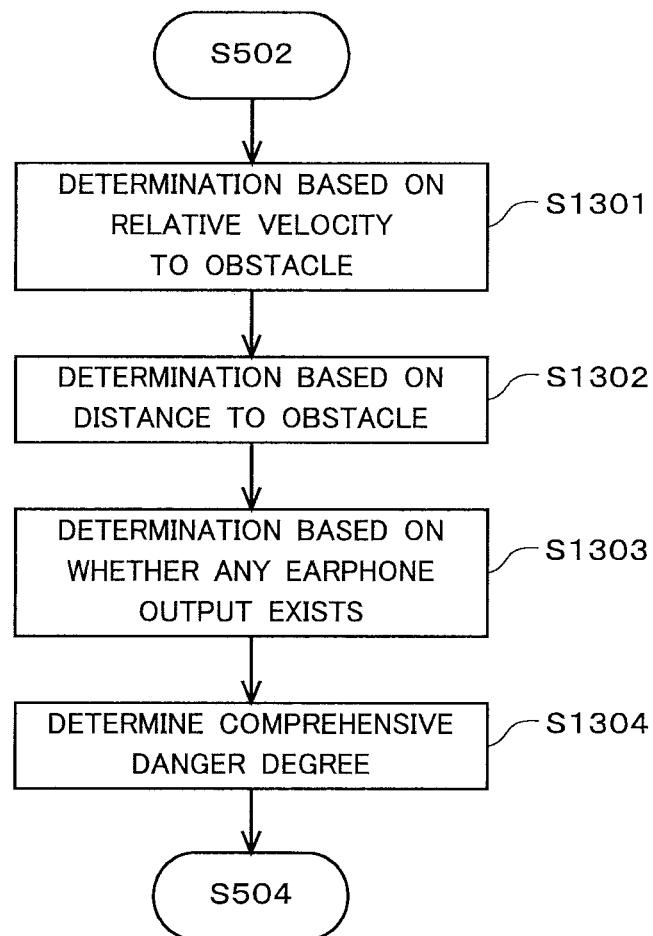 S502
DETERMINATION BASED ON
RELATIVE VELOCITY
TO OBSTACLE
S1301
DETERMINATION BASED ON
DISTANCE TO OBSTACLE
S1302
DETERMINATION BASED ON
WHETHER ANY EARPHONE
OUTPUT EXISTS
S1303
DETERMINE COMPREHENSIVE
DANGER DEGREE
S1304
S504